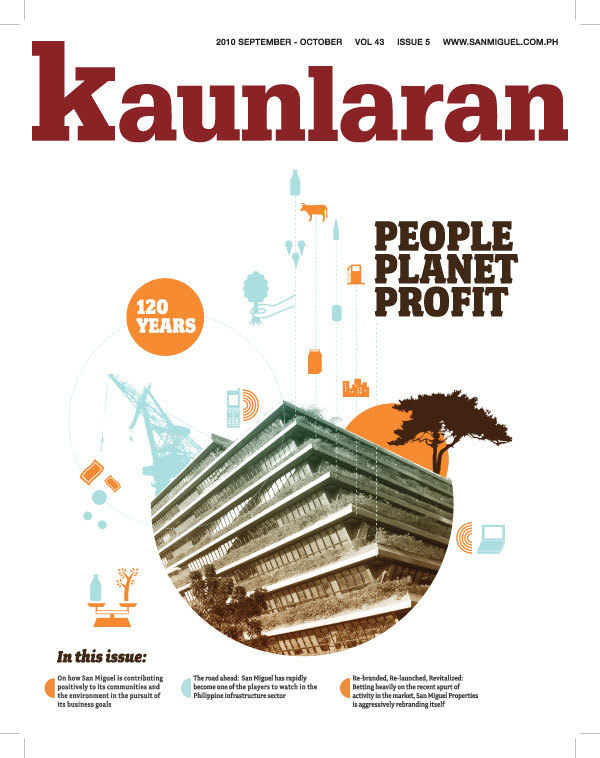 2010 SEPTEMBER - OCTOBER VOL 43 ISSUE 5 WWW.SANMIGUEL.COM.PH
kaunlaran
PEOPLE
PLANET
PROFIT
120
YEARS
In this issue:
On how San Miguel is contributing
positively to its communities and
the environment in the pursuit of
its business goals
The road ahead: San Miguel has rapidly
become one of the players to watch in the
Philippine infrastructure sector
Re-branded, Re-launched, Revitalized:
Betting heavily on the recent spurt of
activity in the market, San Miguel Properties
is aggressively rebranding itself